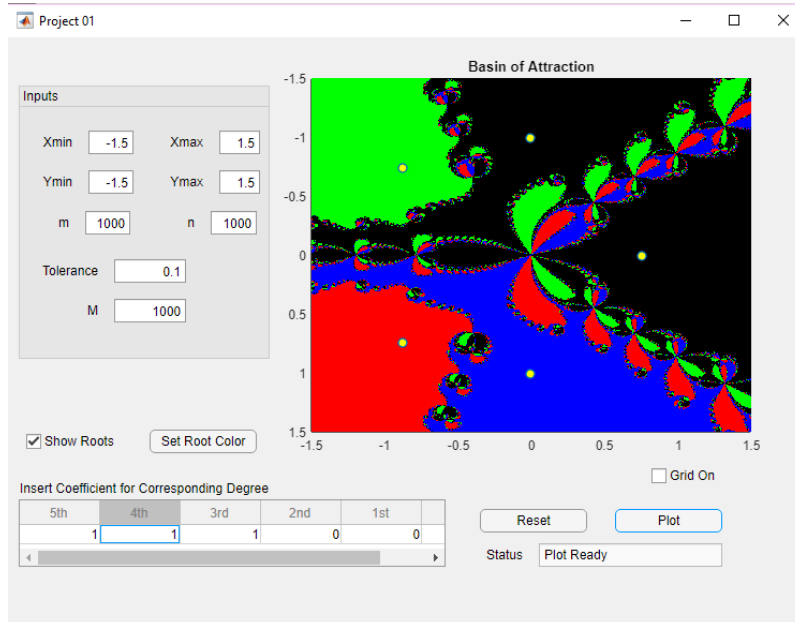 Project 01
Inputs
Xmin -1.5 Xmax 1.5
Ymin -1.5 Ymax 1.5
m 1000 n 1000
Tolerance 0.1
M 1000
Show Roots Set Root Color
Basin of Attraction
-1.5
-1
-0.5
0
0.5
1
1.5
-1.5 -1 -0.5 0 0.5 1 1.5
Grid On
Insert Coefficient for Corresponding Degree
5th 4th 3rd 2nd 1st
1 1 1 0 0
Reset Plot
Status Plot Ready